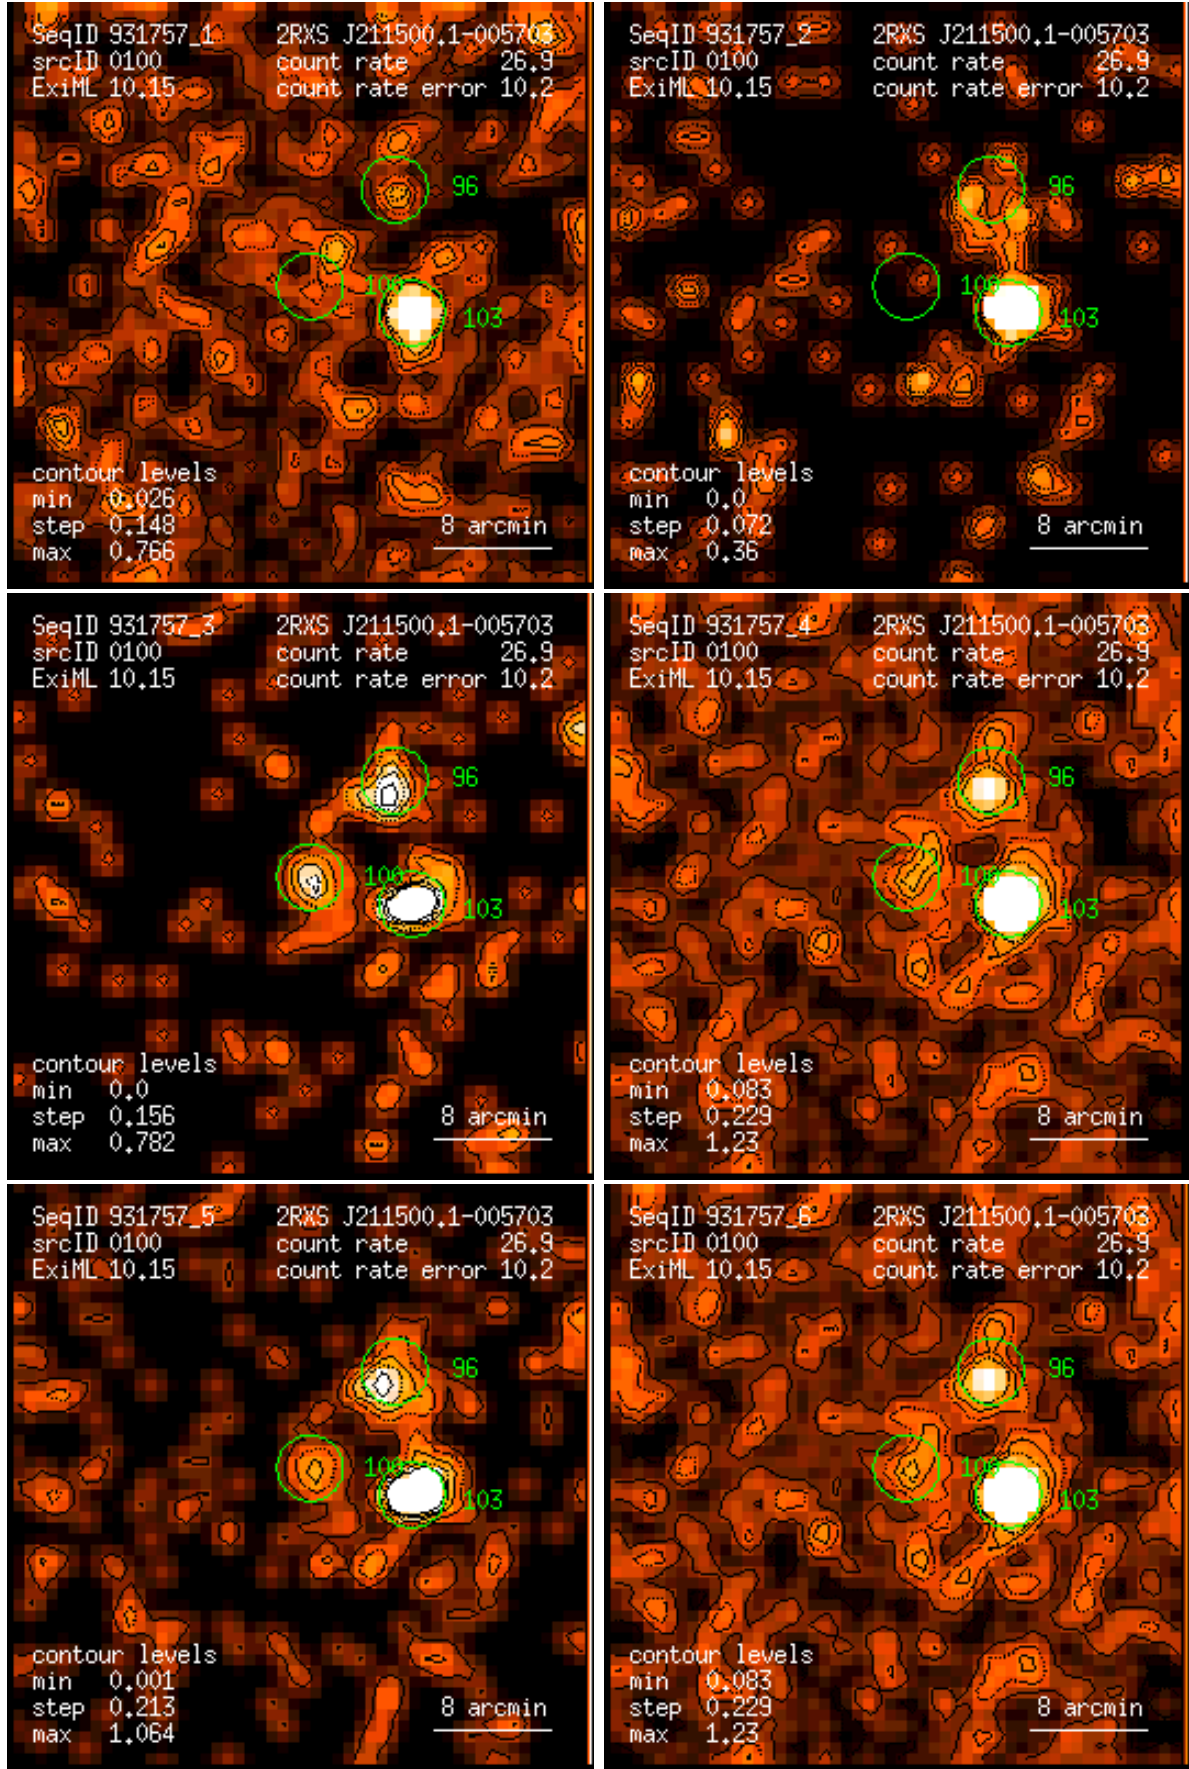 SeqID 931757_1 2RXS J211500.1-005703
srcID 0100 count rate 26.9
ExiML 10.15 count rate error 10.2
96
100
103
contour levels
min 0.026
step 0.148 8 arcmin
max 0.766
SeqID 931757_2 2RXS J211500.1-005703
srcID 0100 count rate 26.9
ExiML 10.15 count rate error 10.2
96
100
103
contour levels
min 0.0
step 0.072 8 arcmin
max 0.36
SeqID 931757_3 2RXS J211500.1-005703
srcID 0100 count rate 26.9
ExiML 10.15 count rate error 10.2
96
100
103
contour levels
min 0.0
step 0.156 8 arcmin
max 0.782
SeqID 931757_4 2RXS J211500.1-005703
srcID 0100 count rate 26.9
ExiML 10.15 count rate error 10.2
96
100
103
contour levels
min 0.083
step 0.229 8 arcmin
max 1.23
SeqID 931757_5 2RXS J211500.1-005703
srcID 0100 count rate 26.9
ExiML 10.15 count rate error 10.2
96
100
103
contour levels
min 0.001
step 0.213 8 arcmin
max 1.064
SeqID 931757_6 2RXS J211500.1-005703
srcID 0100 count rate 26.9
ExiML 10.15 count rate error 10.2
96
100
103
contour levels
min 0.083
step 0.229 8 arcmin
max 1.23